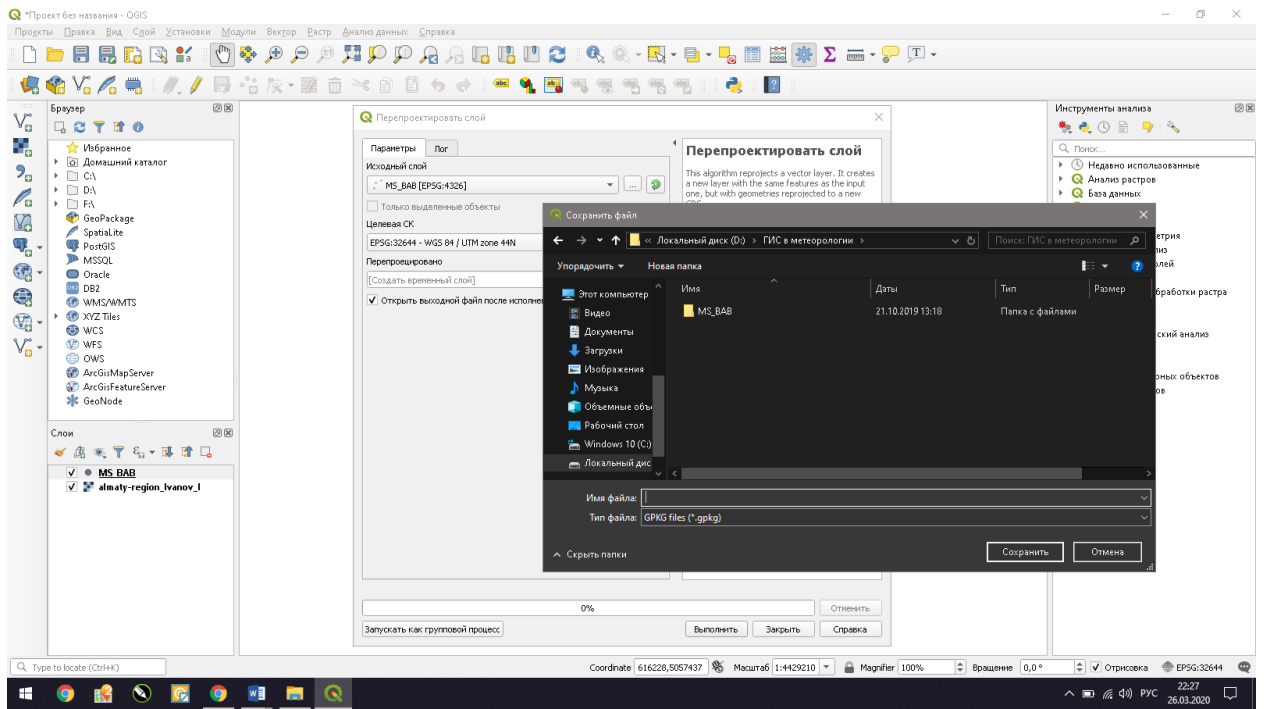 *Проект без названия - QGIS
Проекты Правка Вид Слой Установки Модули Вектор Растр Анализ данных Справка
Браузер
Избранное
Домашний каталог
C:\
D:\
F:\
GeoPackage
SpatiaLite
PostGIS
MSSQL
Oracle
DB2
WMS/WMTS
XYZ Tiles
WCS
WFS
OWS
ArcGisMapServer
ArcGisFeatureServer
GeoNode
Слои
MS BAB
almaty-region_Ivanov_I
Перепроектировать слой
Параметры Лог
Исходный слой
MS_BAB [EPSG:4326]
...
Только выделенные объекты
Целевая СК
EPSG:32644 - WGS 84 / UTM zone 44N
Перепроецировано
[Создать временный слой]
Открыть выходной файл после исполне
Перепроектировать слой
This algorithm reprojects a vector layer. It creates
a new layer with the same features as the input
one, but with geometries reprojected to a new
Сохранить файл
« Локальный диск (D:) › ГИС в метеорологии ›
Поиск: ГИС в метеорологии
Упорядочить Новая папка
Этот компьютер
Видео
Документы
Загрузки
Изображения
Музыка
Объемные объе
Рабочий стол
Windows 10 (C:)
Локальный дис
Имя Даты Тип Размер
MS_BAB 21.10.2019 13:18 Папка с файлами
Имя файла:
Тип файла: GPKG files (*.gpkg)
Скрыть папки
Сохранить Отмена
0%
Отменить
Запускать как групповой процесс Выполнить Закрыть Справка
Инструменты анализа
Поиск...
Недавно использованные
Анализ растров
База данных
етрия
из
олей
бработки растра
ский анализ
рных объектов
ов
Type to locate (Ctrl+K) Coordinate 616228,5057437 Масштаб 1:4429210 Magnifier 100% Вращение 0,0 ° Отрисовка EPSG:32644
РУС
22:27
26.03.2020